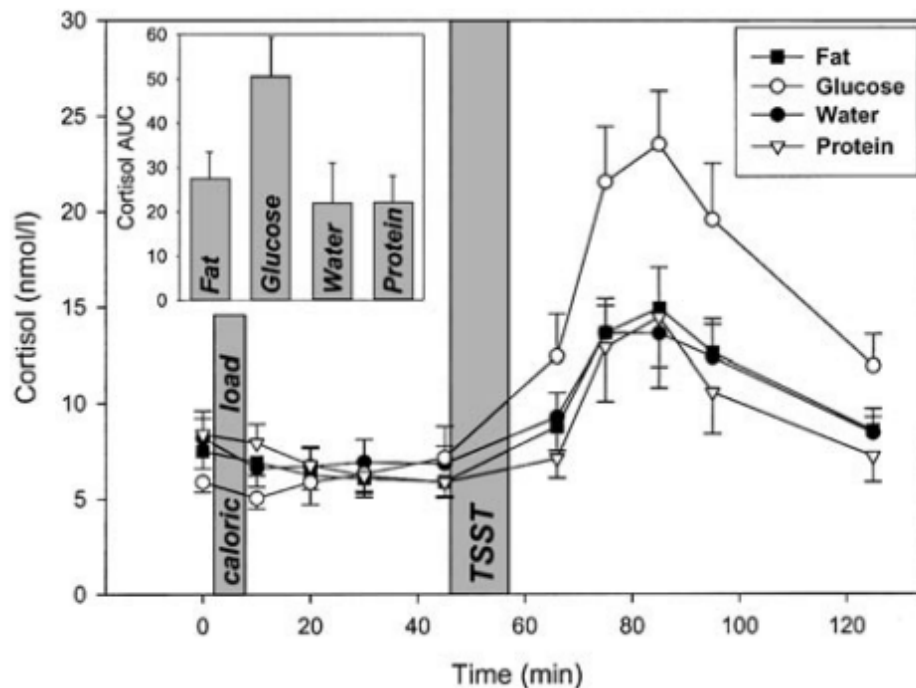 30
25
20
15
10
5
0
Cortisol (nmol/l)
60
50
40
30
20
10
0
Cortisol AUC
Fat
Glucose
Water
Protein
Fat
Glucose
Water
Protein
caloric load
TSST
0 20 40 60 80 100 120
Time (min)